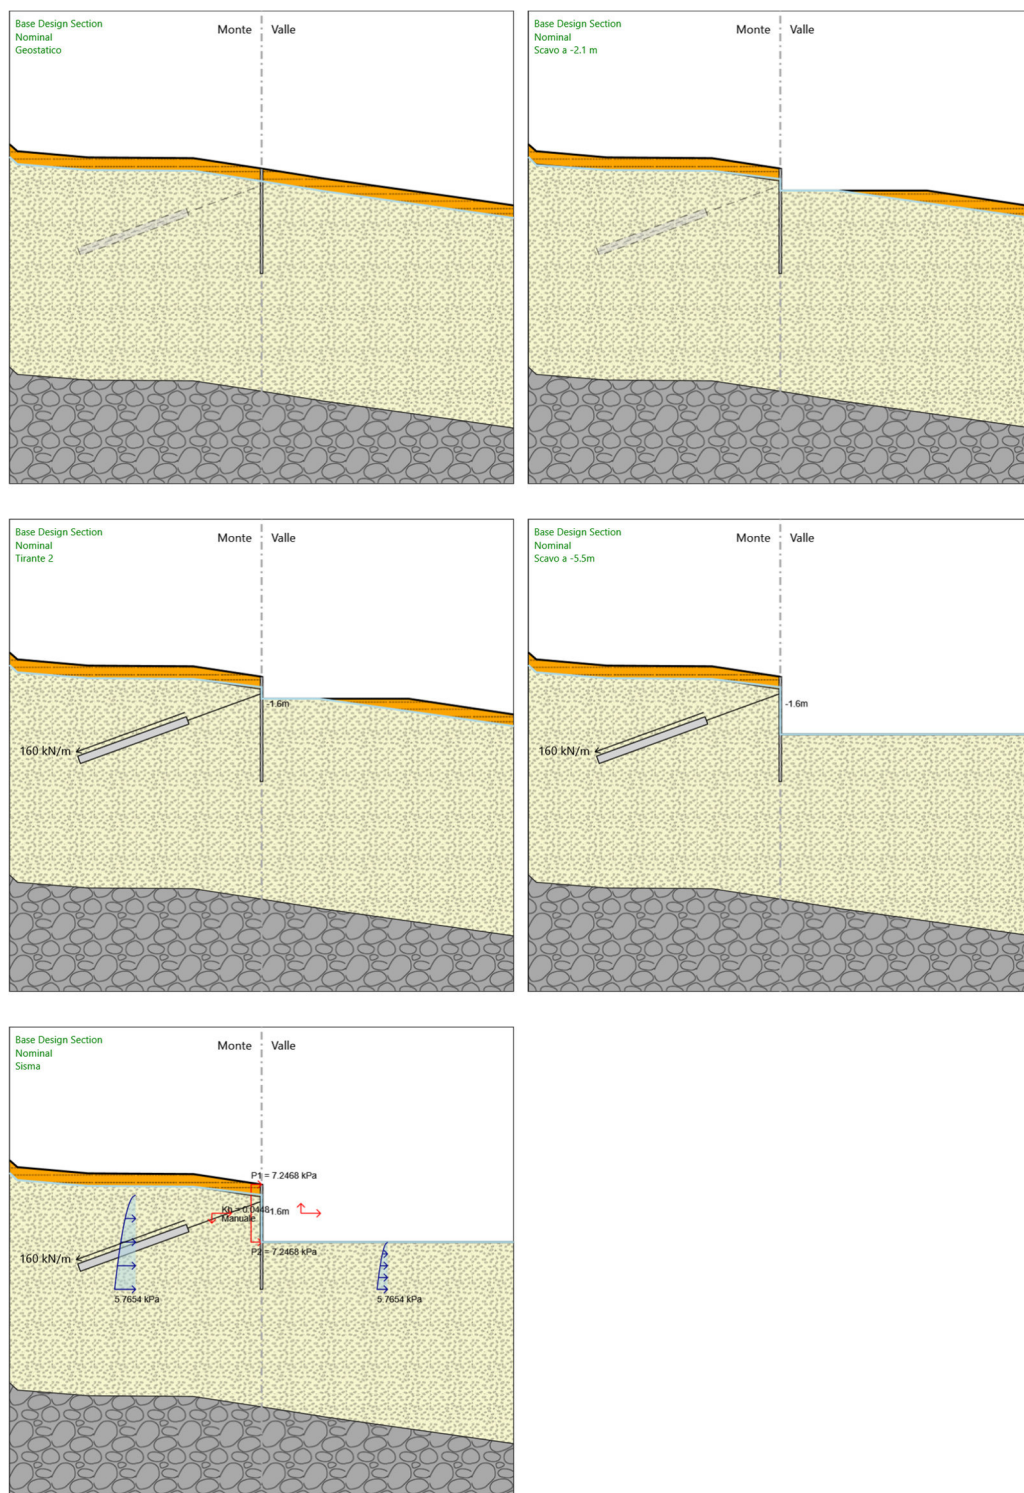 Base Design Section
Nominal
Geostatico
Monte Valle
Base Design Section
Nominal
Scavo a -2.1 m
Monte Valle
Base Design Section
Nominal
Tirante 2
Monte Valle
-1.6m
160 kN/m
Base Design Section
Nominal
Scavo a -5.5m
Monte Valle
-1.6m
160 kN/m
Base Design Section
Nominal
Sisma
Monte Valle
P1 = 7.2468 kPa
Kh = 0.0448
-1.6m
Manuale
P2 = 7.2468 kPa
160 kN/m
5.7654 kPa
5.7654 kPa